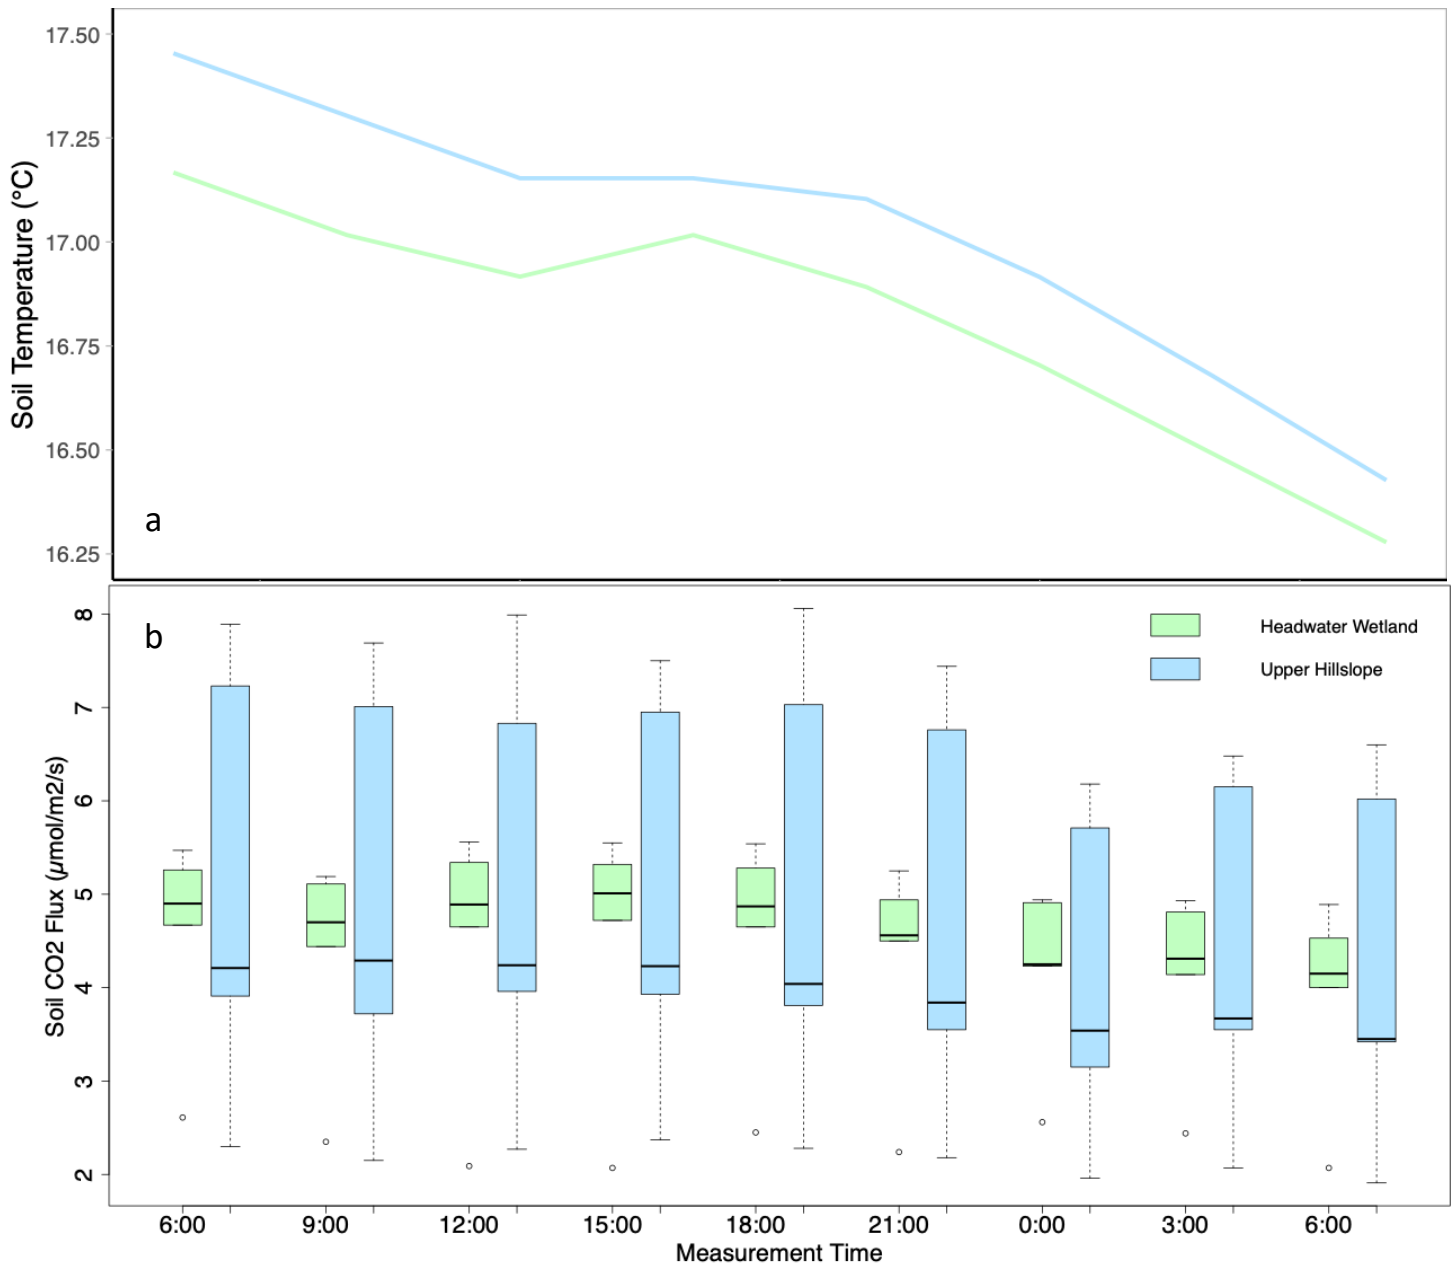 17.50
17.25
17.00
16.75
16.50
16.25
Soil Temperature (°C)
a
b
8
7
6
5
4
3
2
Soil CO2 Flux (µmol/m2/s)
Headwater Wetland
Upper Hillslope
6:00 9:00 12:00 15:00 18:00 21:00 0:00 3:00 6:00
Measurement Time